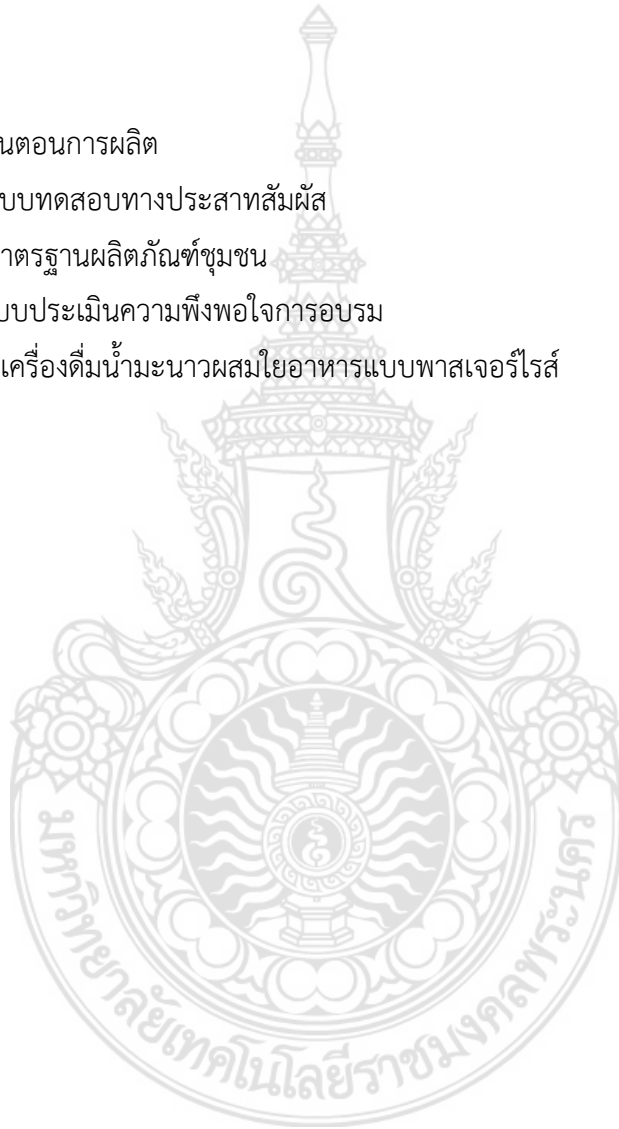 นตอนการผลิต
บบทดสอบทางประสาทสัมผัส
าตรฐานผลิตภัณฑ์ชุมชน
บบประเมินความพึงพอใจการอบรม
เครื่องดื่มน้ำมะนาวผสมใยอาหารแบบพาสเจอร์ไรส์
มหาวิทยาลัยเทคโนโลยีราชมงคลพระนคร